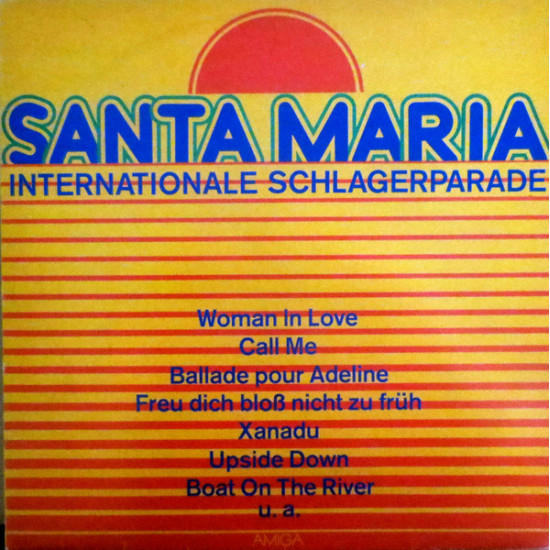 SANTA MARIA
INTERNATIONALE SCHLAGERPARADE
Woman In Love
Call Me
Ballade pour Adeline
Freu dich bloß nicht zu früh
Xanadu
Upside Down
Boat On The River
u. a.
AMIGA